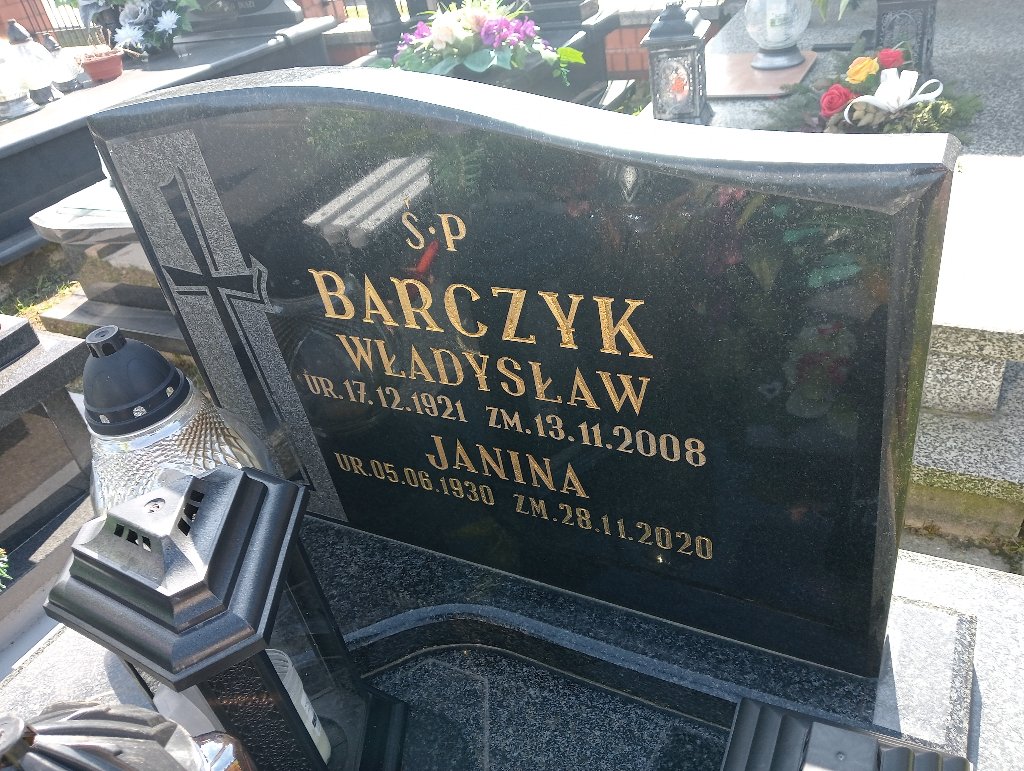 Ś.P
BARCZYK
WŁADYSŁAW
UR.17.12.1921 ZM.13.11.2008
JANINA
UR.05.06.1930 ZM.28.11.2020